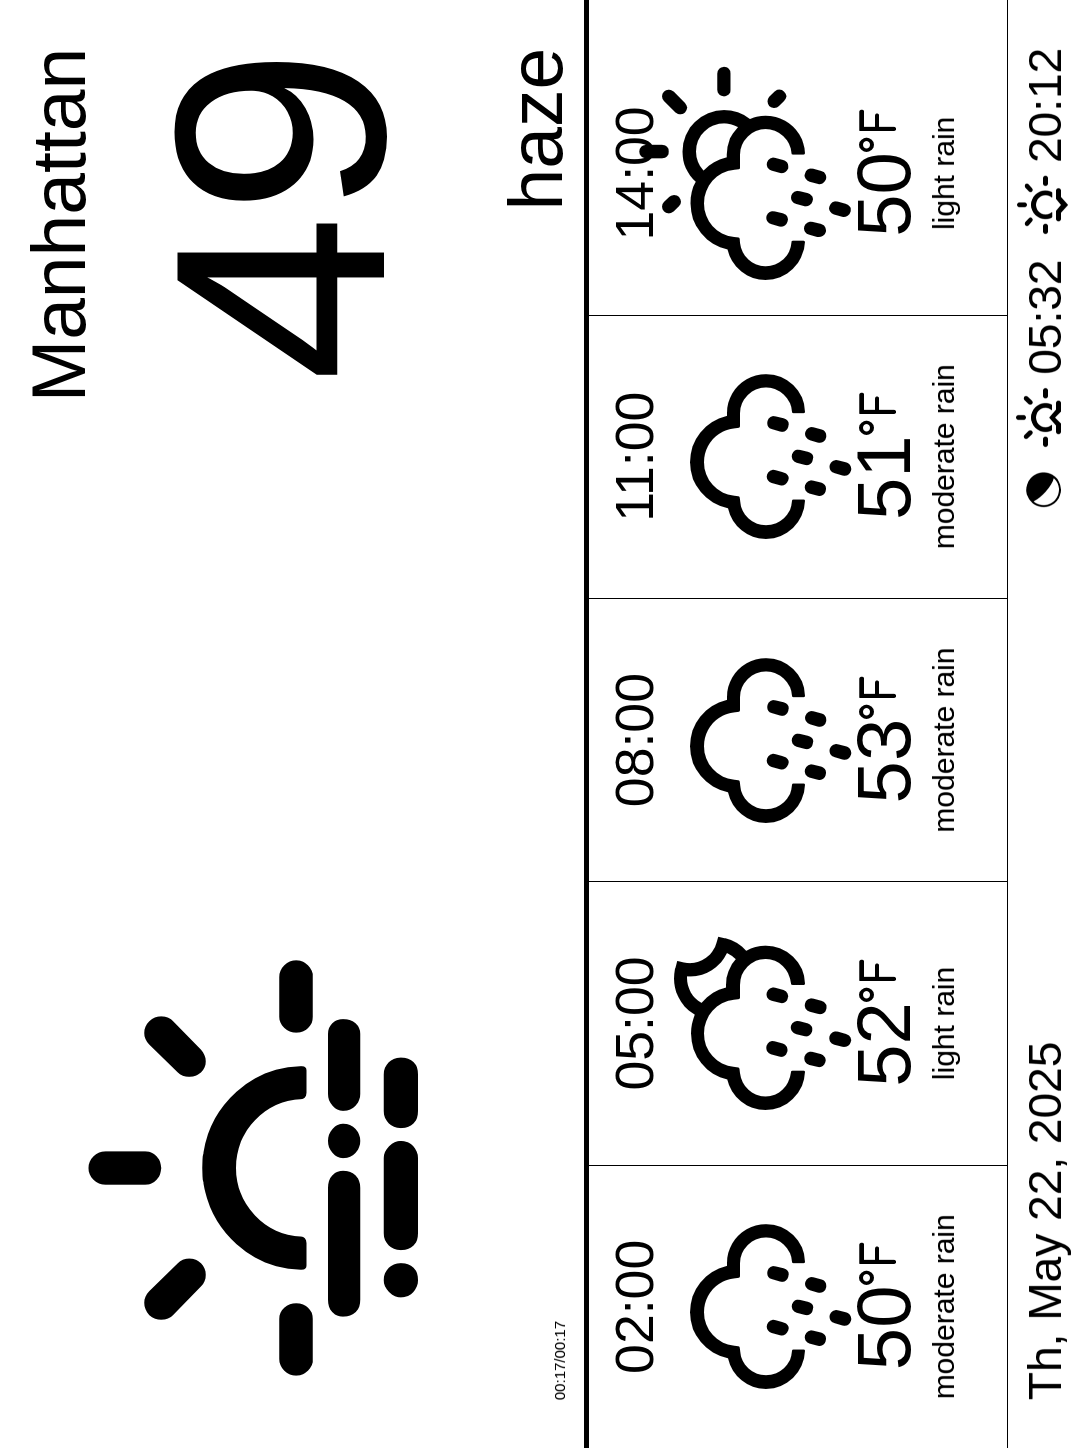 Manhattan
49
haze
00:17/00:17
02:00
05:00
08:00
11:00
14:00
50°F
52°F
53°F
51°F
50°F
moderate rain
light rain
moderate rain
moderate rain
light rain
Th, May 22, 2025
05:32
20:12